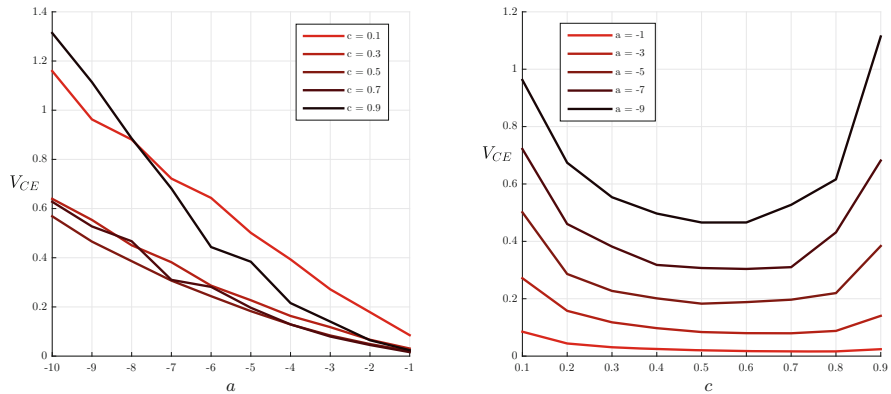 1.4
1.2
1
0.8
0.6
0.4
0.2
0
V_CE
-10 -9 -8 -7 -6 -5 -4 -3 -2 -1
a
c = 0.1
c = 0.3
c = 0.5
c = 0.7
c = 0.9
1.2
1
0.8
0.6
0.4
0.2
0
V_CE
0.1 0.2 0.3 0.4 0.5 0.6 0.7 0.8 0.9
c
a = -1
a = -3
a = -5
a = -7
a = -9